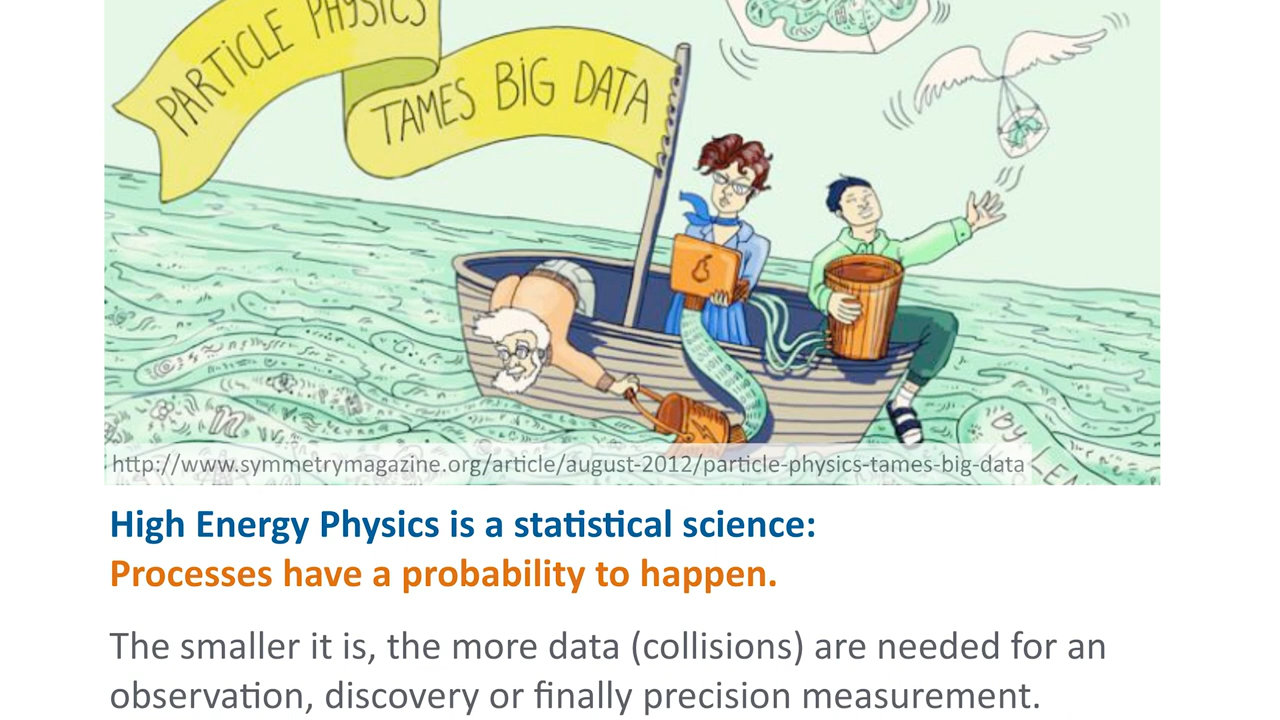 PARTiCLE PHYSiCS
TAMES BiG DATA
BY LEA
http://www.symmetrymagazine.org/article/august-2012/particle-physics-tames-big-data
High Energy Physics is a statistical science:
Processes have a probability to happen.
The smaller it is, the more data (collisions) are needed for an
observation, discovery or finally precision measurement.